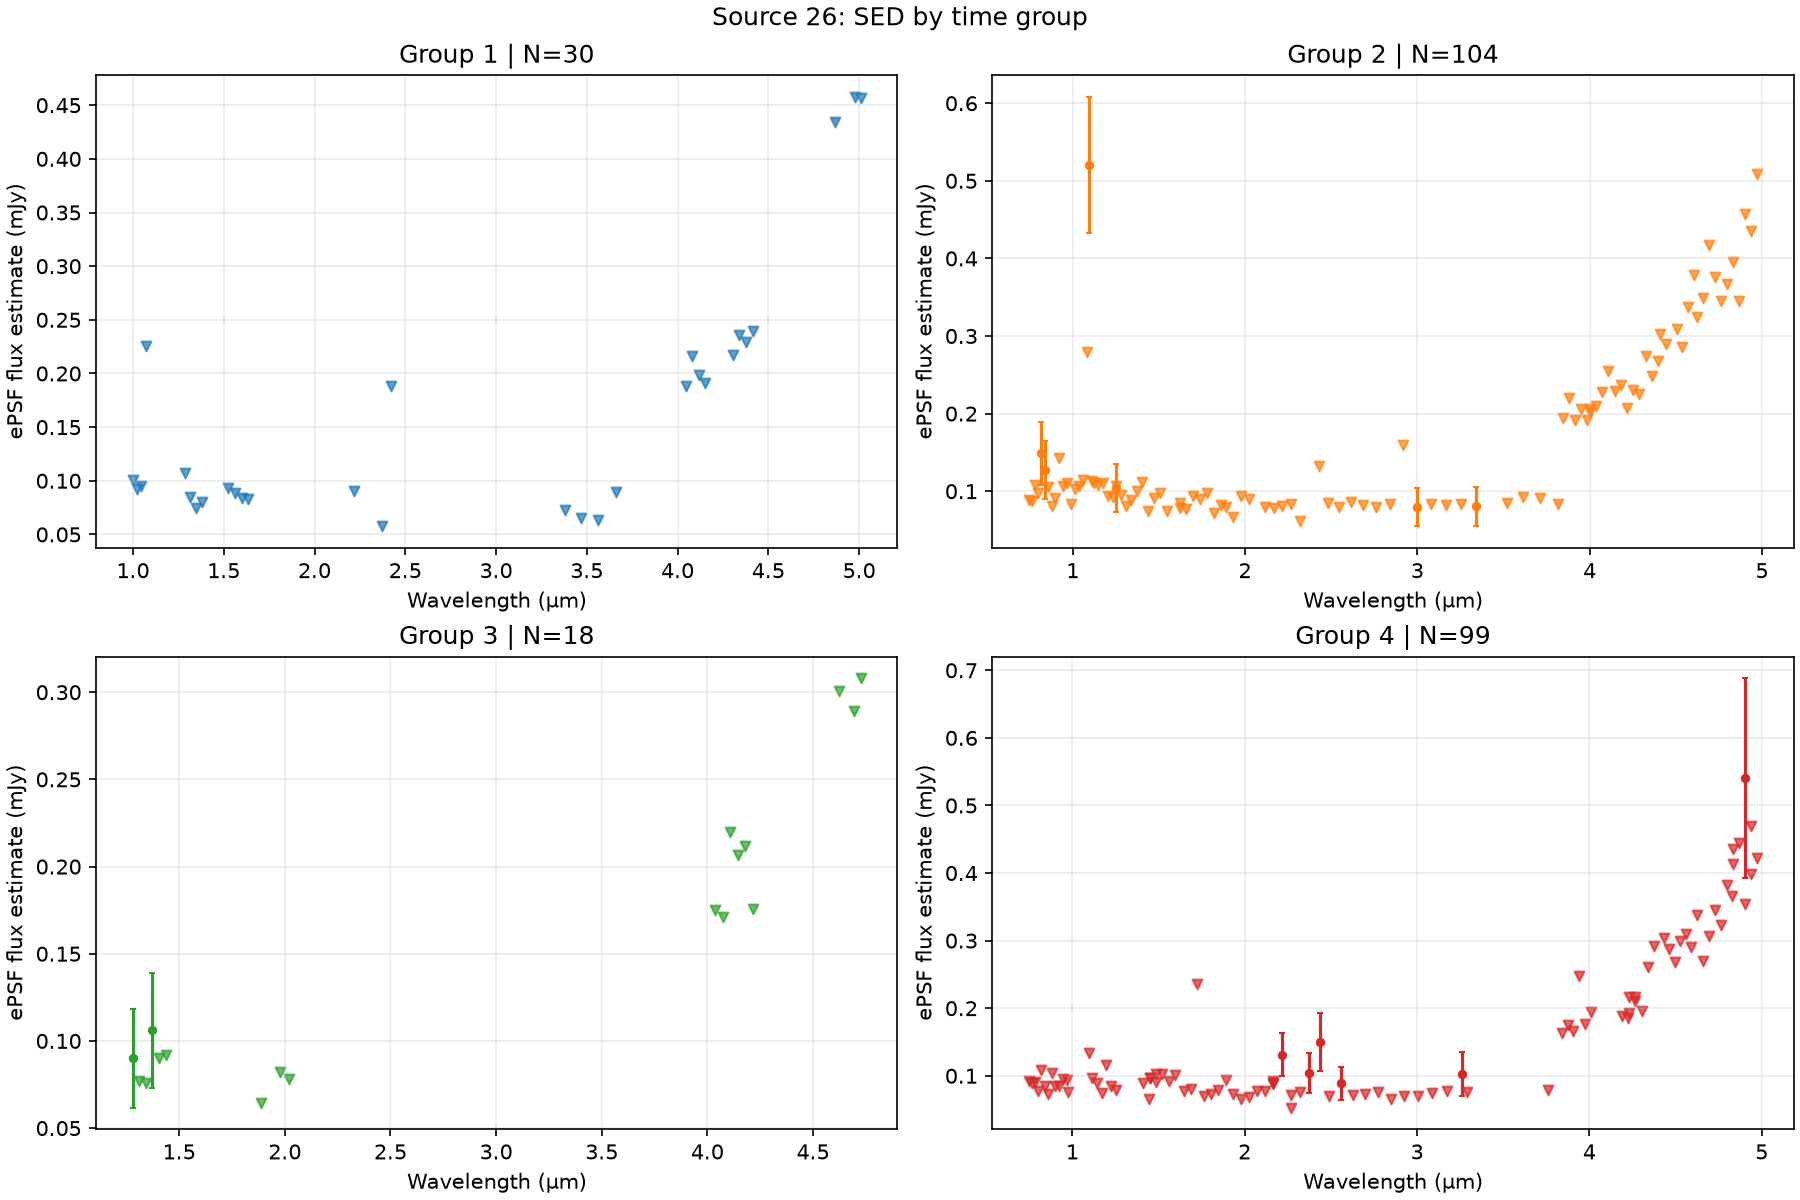 Source 26: SED by time group
Group 1 | N=30
ePSF flux estimate (mJy)
0.45
0.40
0.35
0.30
0.25
0.20
0.15
0.10
0.05
1.0 1.5 2.0 2.5 3.0 3.5 4.0 4.5 5.0
Wavelength (µm)
Group 2 | N=104
ePSF flux estimate (mJy)
0.6
0.5
0.4
0.3
0.2
0.1
1 2 3 4 5
Wavelength (µm)
Group 3 | N=18
ePSF flux estimate (mJy)
0.30
0.25
0.20
0.15
0.10
0.05
1.5 2.0 2.5 3.0 3.5 4.0 4.5
Wavelength (µm)
Group 4 | N=99
ePSF flux estimate (mJy)
0.7
0.6
0.5
0.4
0.3
0.2
0.1
1 2 3 4 5
Wavelength (µm)